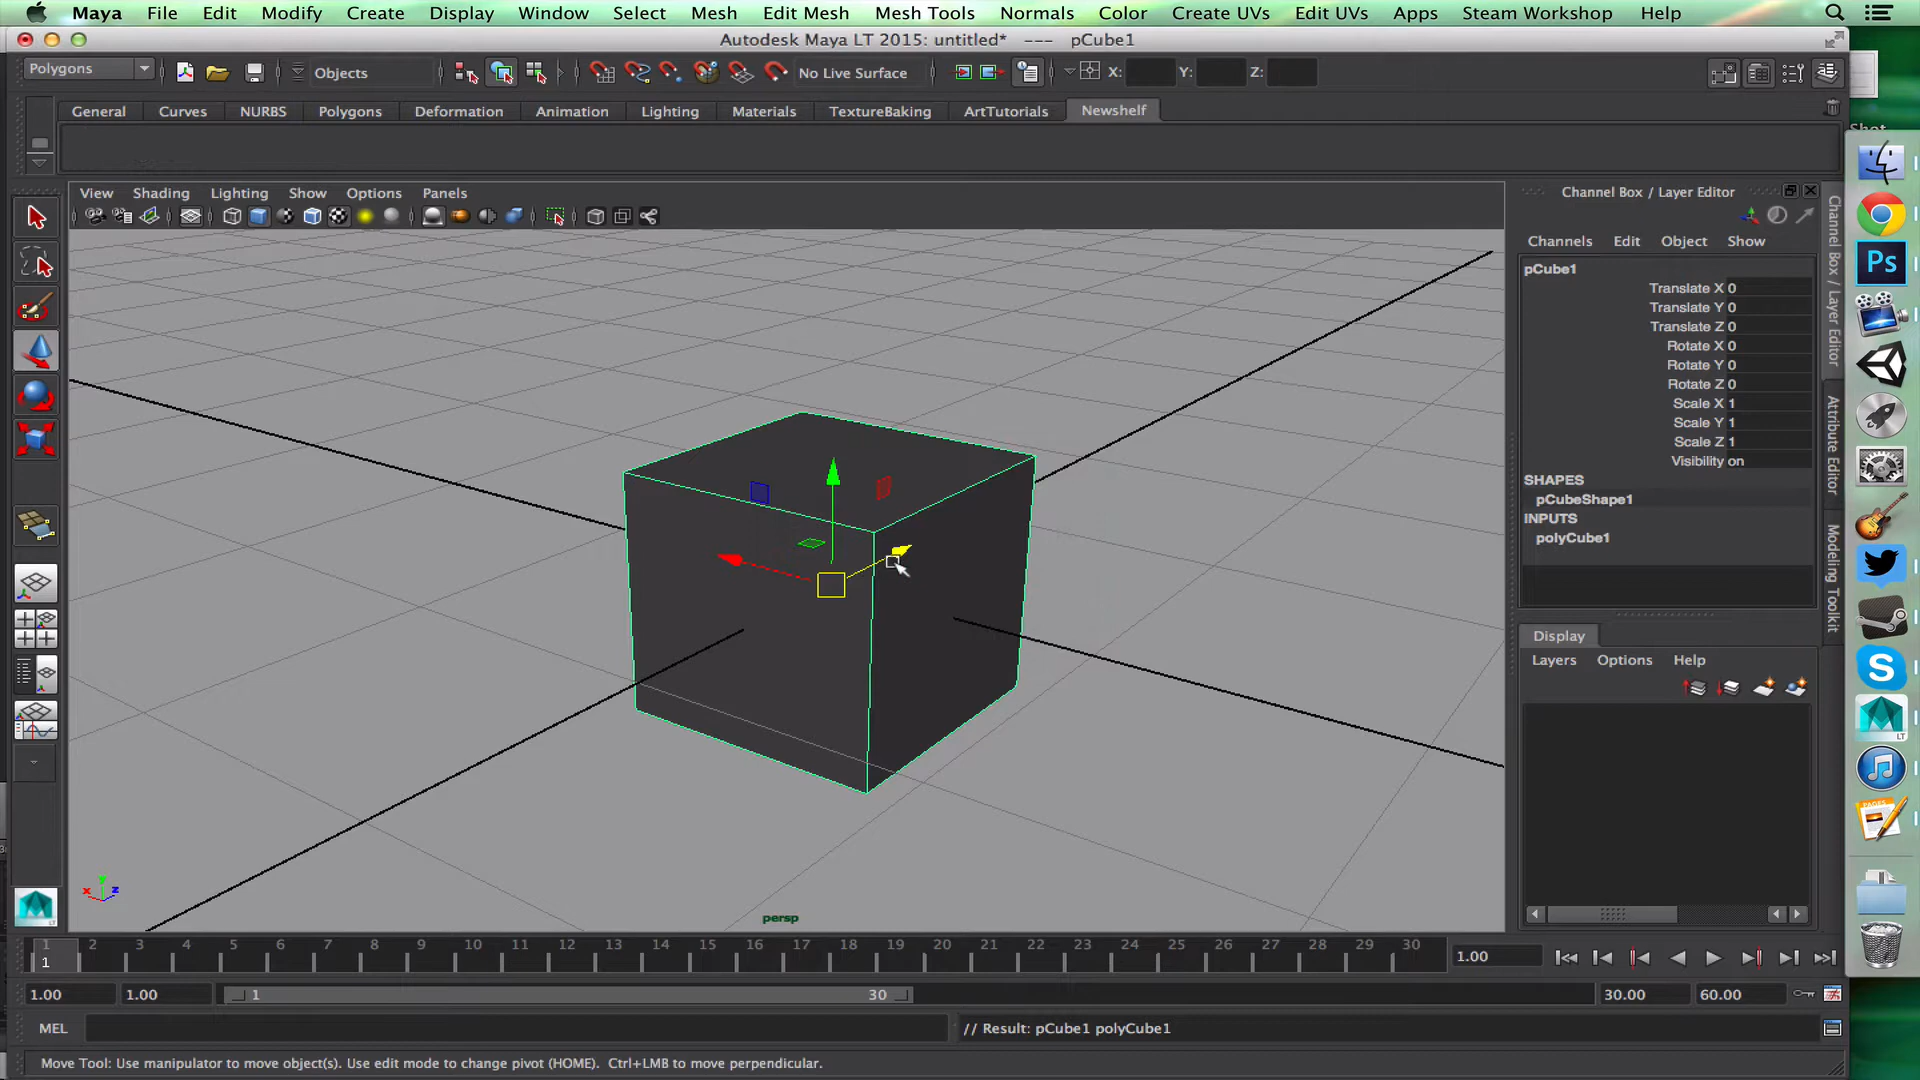 Maya File Edit Modify Create Display Window Select Mesh Edit Mesh Mesh Tools Normals Color Create UVs Edit UVs Apps Steam Workshop Help
Autodesk Maya LT 2015: untitled* --- pCube1
Polygons Objects No Live Surface X: Y: Z:
General Curves NURBS Polygons Deformation Animation Lighting Materials TextureBaking ArtTutorials Newshelf
View Shading Lighting Show Options Panels
Channel Box / Layer Editor
Channels Edit Object Show
pCube1
Translate X 0
Translate Y 0
Translate Z 0
Rotate X 0
Rotate Y 0
Rotate Z 0
Scale X 1
Scale Y 1
Scale Z 1
Visibility on
SHAPES
pCubeShape1
INPUTS
polyCube1
Display
Layers Options Help
Channel Box / Layer Editor
Attribute Editor
Modeling Toolkit
Ps
PAGES
LT
LT
Y
X Z
persp
1 2 3 4 5 6 7 8 9 10 11 12 13 14 15 16 17 18 19 20 21 22 23 24 25 26 27 28 29 30
1
1.00
1.00 1.00 1 30 30.00 60.00
MEL // Result: pCube1 polyCube1
Move Tool: Use manipulator to move object(s). Use edit mode to change pivot (HOME). Ctrl+LMB to move perpendicular.